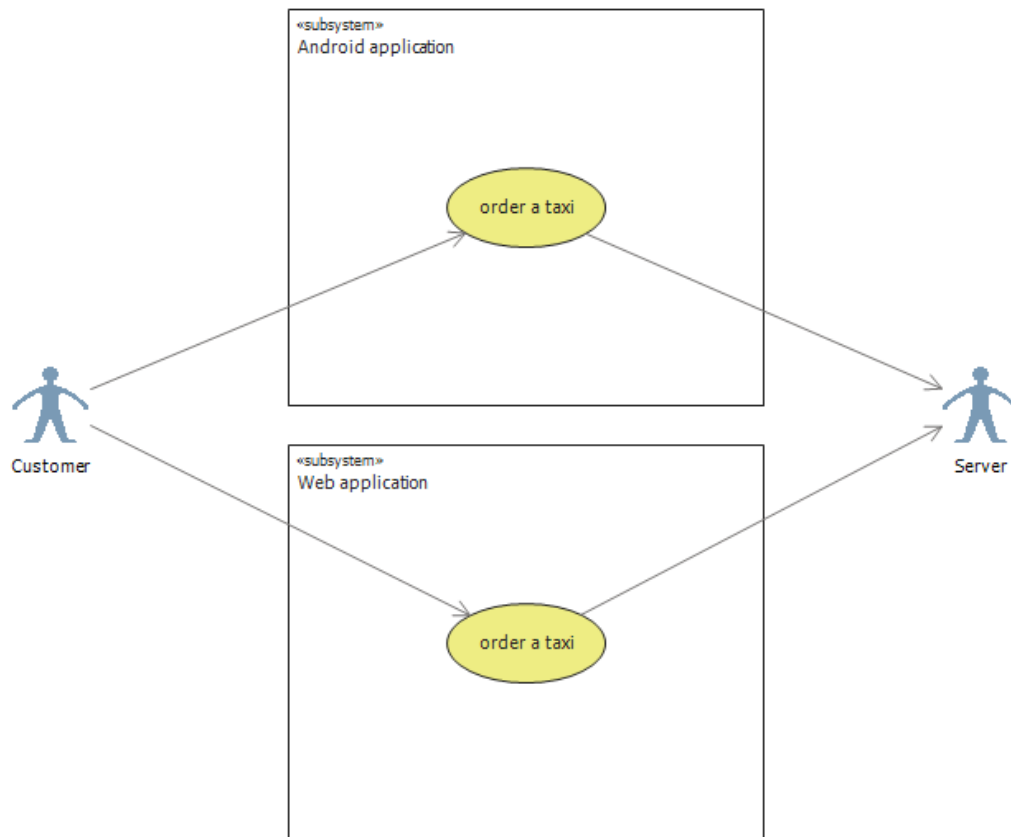 «subsystem»
Android application
order a taxi
Customer
Server
«subsystem»
Web application
order a taxi